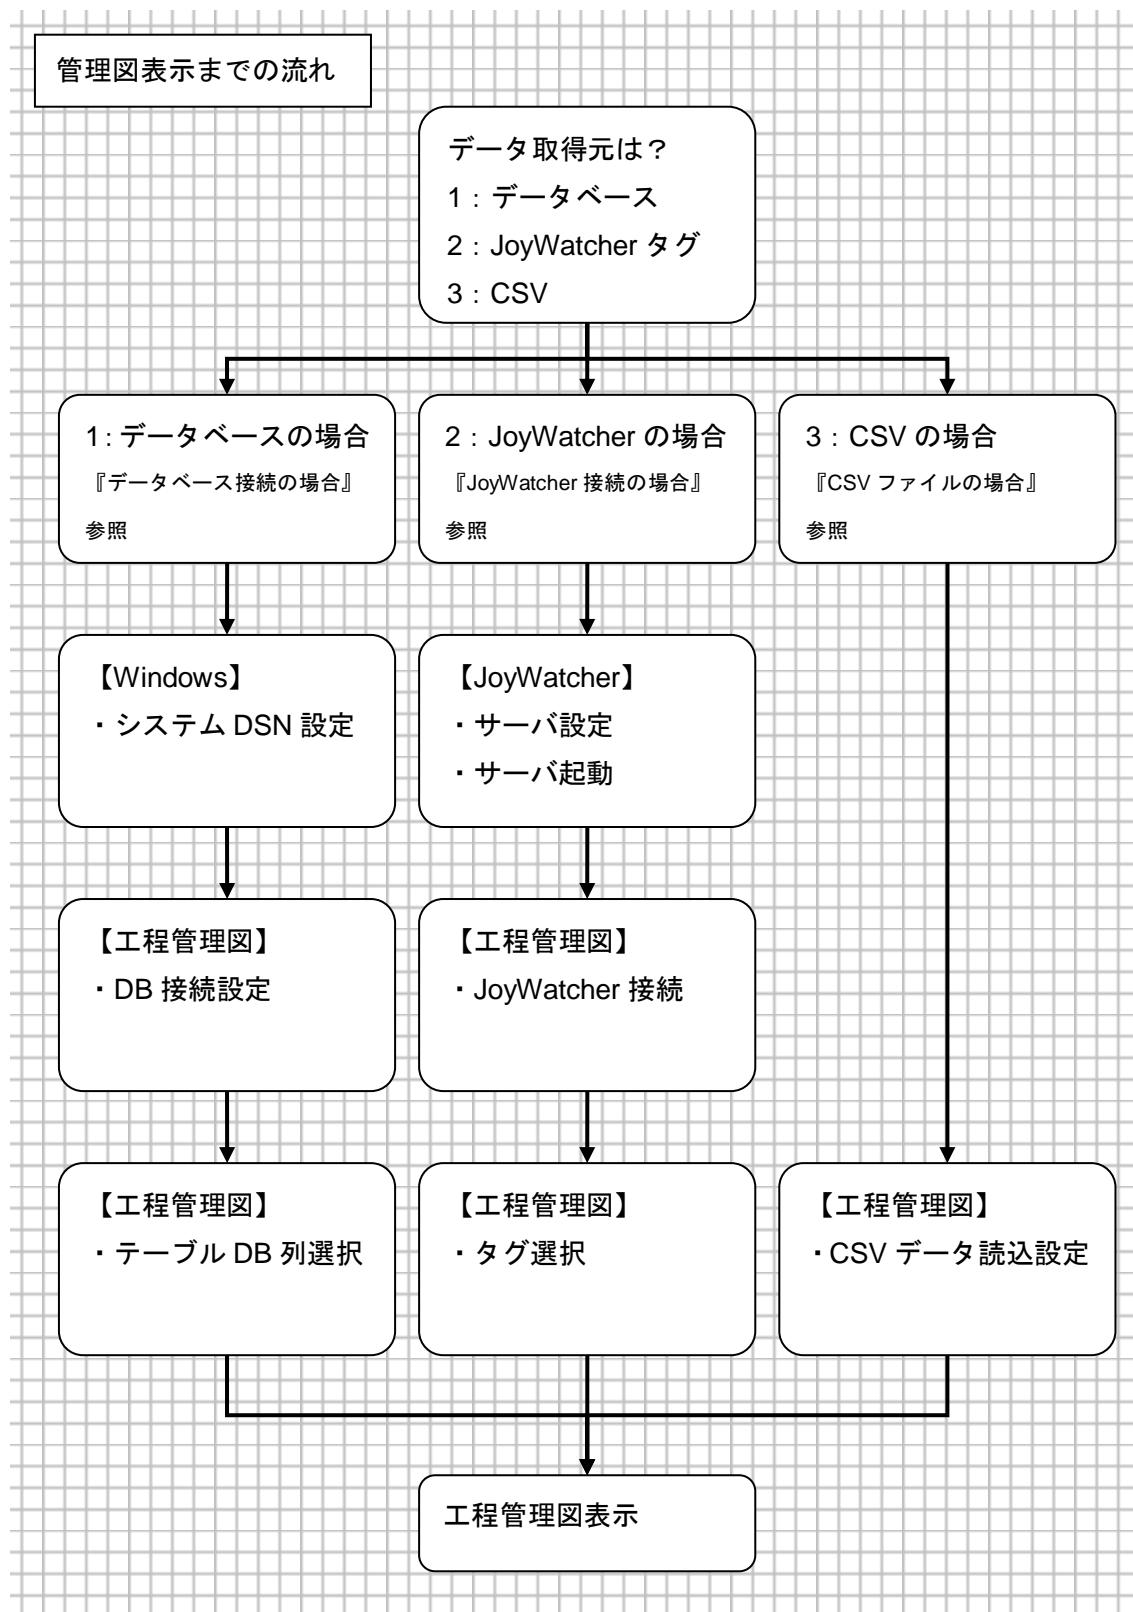 管理図表示までの流れ
データ取得元は？
1：データベース
2：JoyWatcher タグ
3：CSV
1：データベースの場合
『データベース接続の場合』
参照
2：JoyWatcher の場合
『JoyWatcher 接続の場合』
参照
3：CSV の場合
『CSV ファイルの場合』
参照
【Windows】
・システム DSN 設定
【JoyWatcher】
・サーバ設定
・サーバ起動
【工程管理図】
・DB 接続設定
【工程管理図】
・JoyWatcher 接続
【工程管理図】
・テーブル DB 列選択
【工程管理図】
・タグ選択
【工程管理図】
・CSV データ読込設定
工程管理図表示